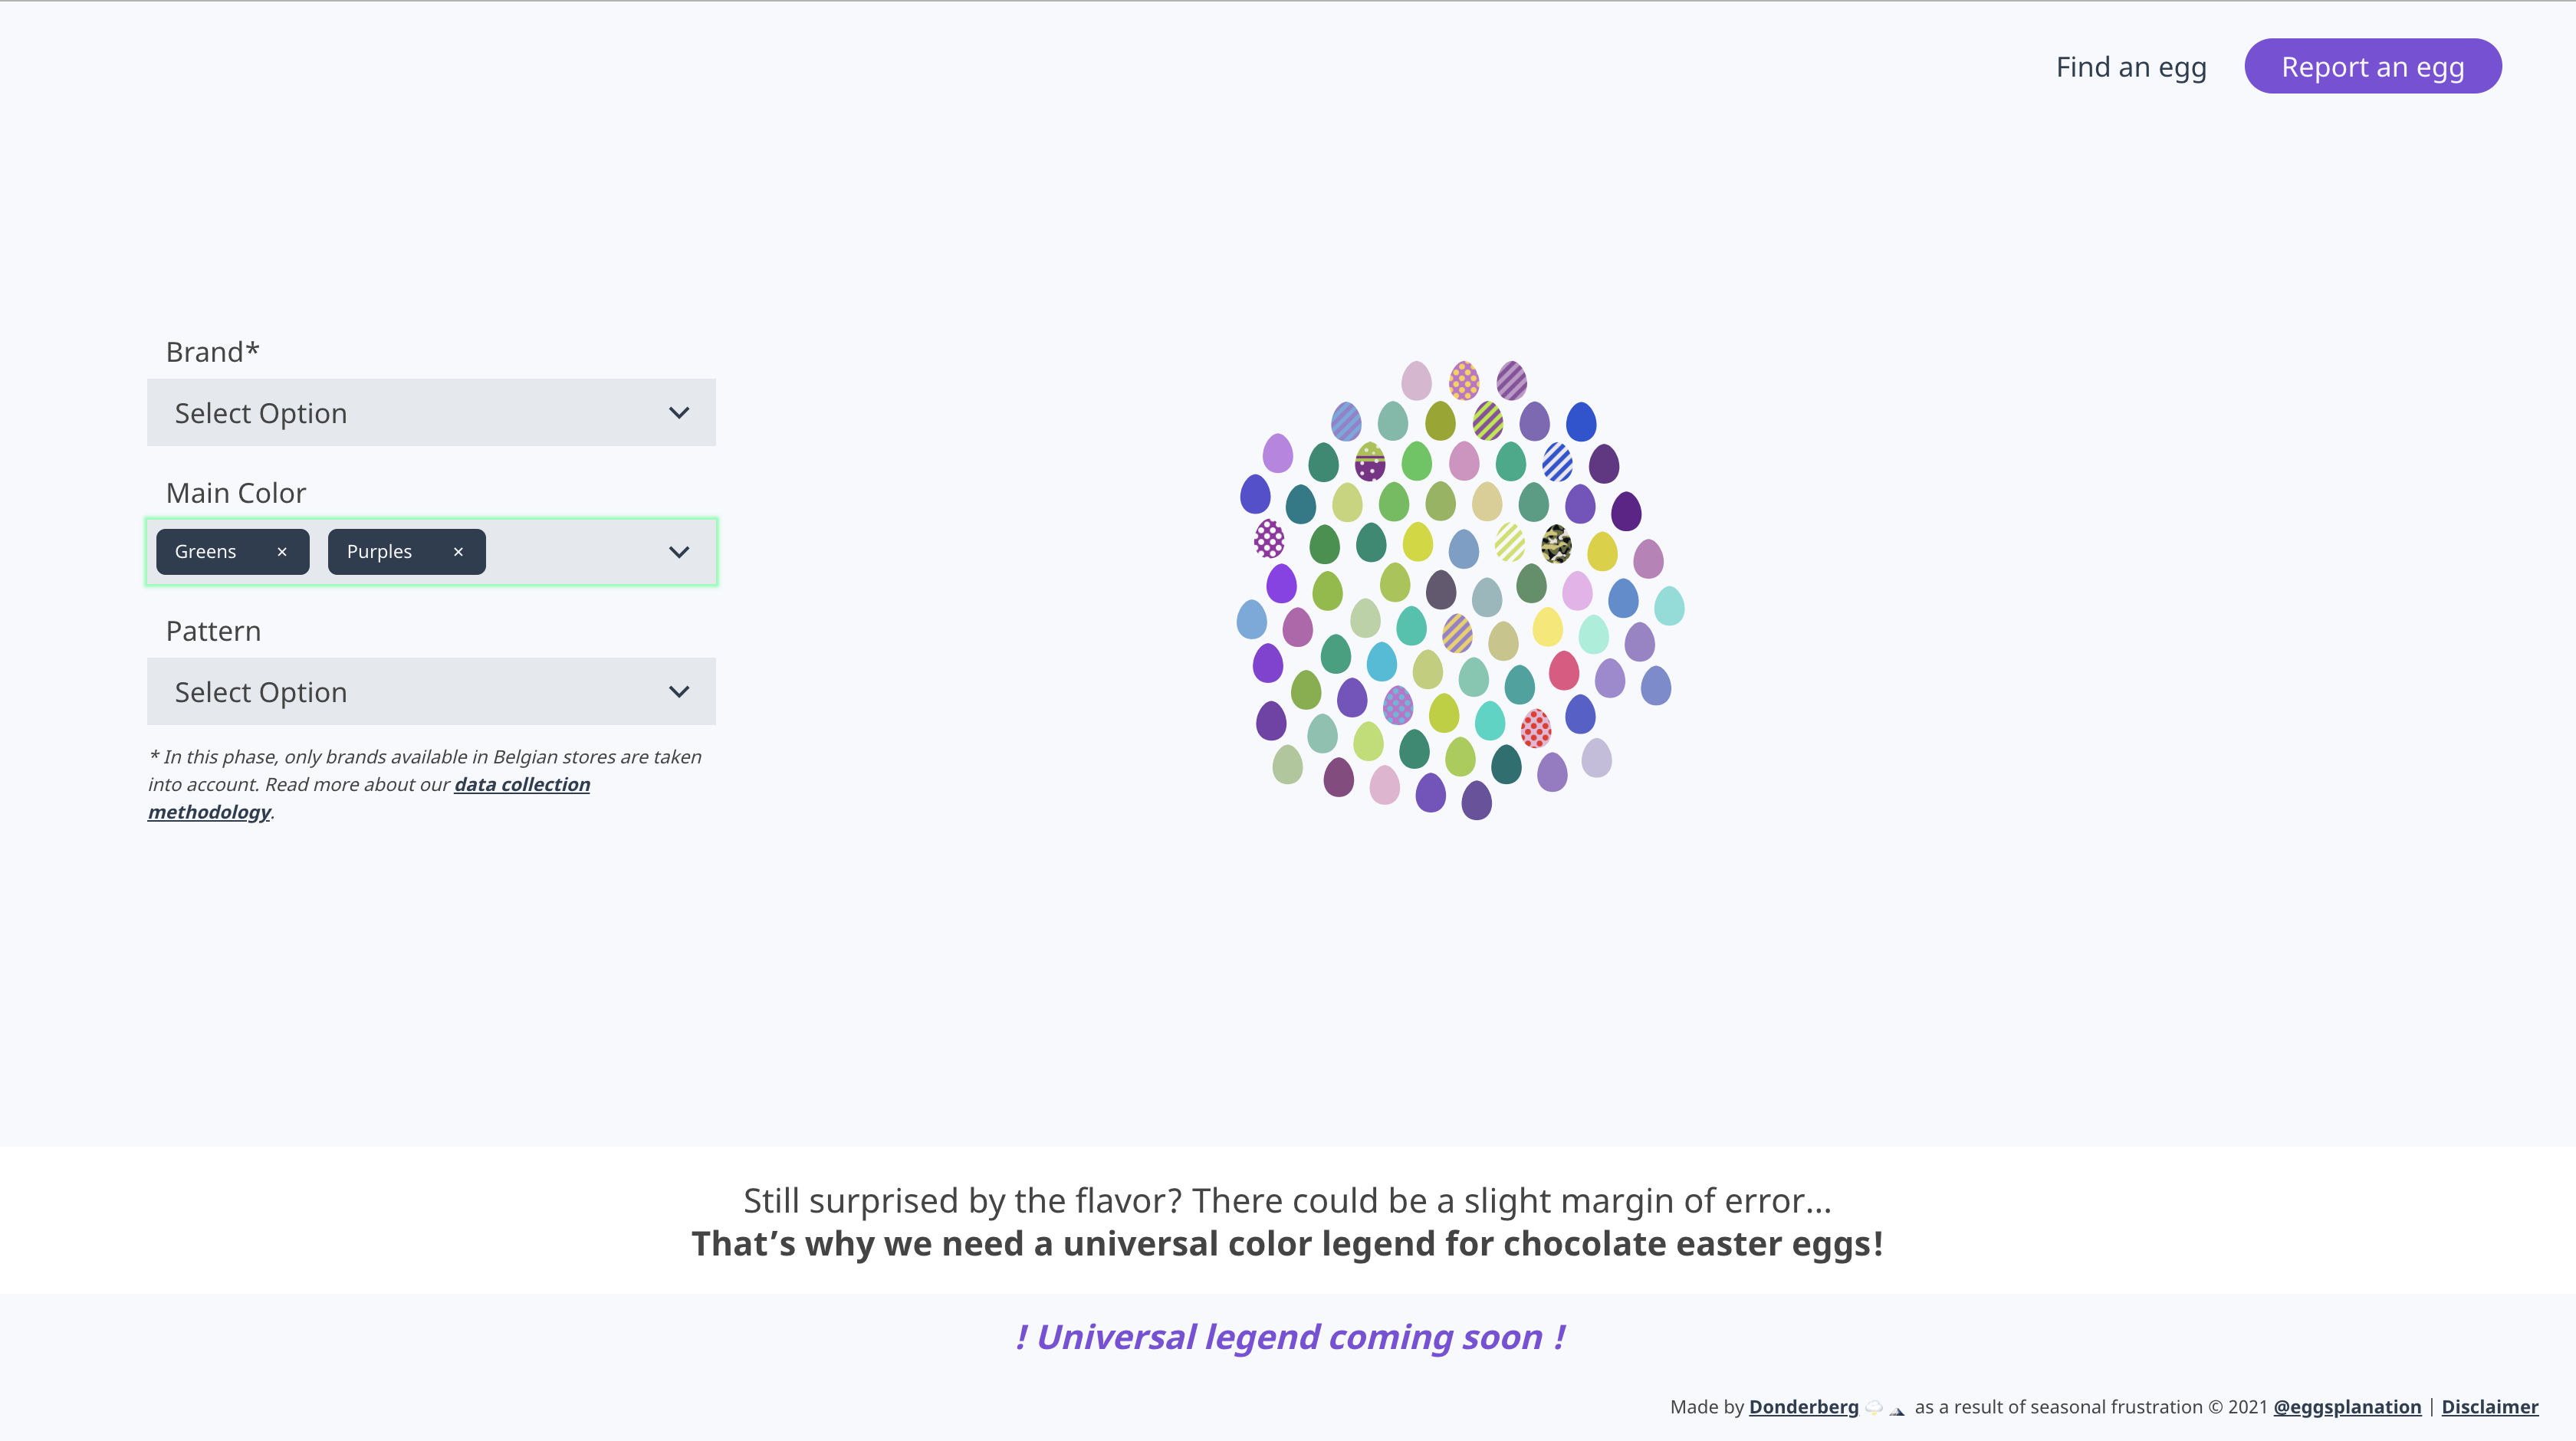 Find an egg
Report an egg
Brand*
Select Option
Main Color
Greens ×
Purples ×
Pattern
Select Option
* In this phase, only brands available in Belgian stores are taken
into account. Read more about our data collection
methodology.
Still surprised by the flavor? There could be a slight margin of error...
That’s why we need a universal color legend for chocolate easter eggs!
! Universal legend coming soon !
Made by Donderberg 🌩️ ⛰️ as a result of seasonal frustration © 2021 @eggsplanation | Disclaimer